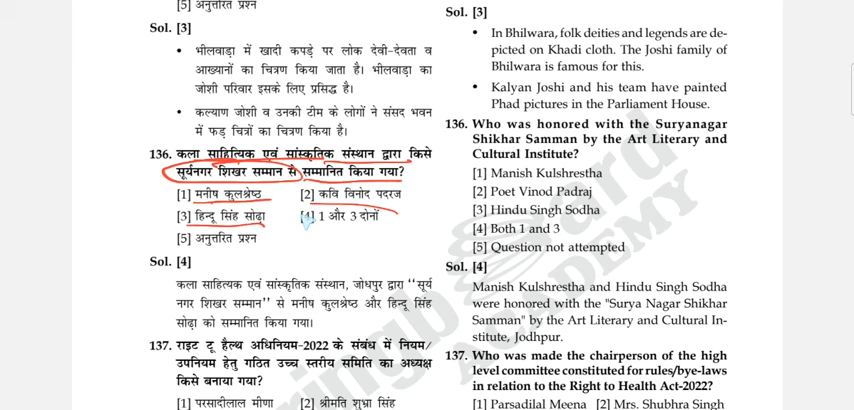 [5] अनुत्तरित प्रश्न
Sol. [3]
• भीलवाड़ा में खादी कपड़े पर लोक देवी-देवता व
आख्यानों का चित्रण किया जाता है। भीलवाड़ा का
जोशी परिवार इसके लिए प्रसिद्ध है।
• कल्याण जोशी व उनकी टीम के लोगों ने संसद भवन
में फड़ चित्रों का चित्रण किया है।
136. कला साहित्यिक एवं सांस्कृतिक संस्थान द्वारा किसे
सूर्यनगर शिखर सम्मान से सम्मानित किया गया?
[1] मनीष कुलश्रेष्ठ [2] कवि विनोद पदरज
[3] हिन्दू सिंह सोढ़ा [4] 1 और 3 दोनों
[5] अनुत्तरित प्रश्न
Sol. [4]
कला साहित्यक एवं सांस्कृतिक संस्थान, जोधपुर द्वारा ‘‘सूर्य
नगर शिखर सम्मान’’ से मनीष कुलश्रेष्ठ और हिन्दू सिंह
सोढ़ा को सम्मानित किया गया।
137. राइट टू हैल्थ अधिनियम-2022 के संबंध में नियम/
उपनियम हेतु गठित उच्च स्तरीय समिति का अध्यक्ष
किसे बनाया गया?
[1] परसादीलाल मीणा [2] श्रीमति शुभ्रा सिंह
Sol. [3]
• In Bhilwara, folk deities and legends are de-
picted on Khadi cloth. The Joshi family of
Bhilwara is famous for this.
• Kalyan Joshi and his team have painted
Phad pictures in the Parliament House.
136. Who was honored with the Suryanagar
Shikhar Samman by the Art Literary and
Cultural Institute?
[1] Manish Kulshrestha
[2] Poet Vinod Padraj
[3] Hindu Singh Sodha
[4] Both 1 and 3
[5] Question not attempted
Sol. [4]
Manish Kulshrestha and Hindu Singh Sodha
were honored with the "Surya Nagar Shikhar
Samman" by the Art Literary and Cultural In-
stitute, Jodhpur.
137. Who was made the chairperson of the high
level committee constituted for rules/bye-laws
in relation to the Right to Health Act-2022?
[1] Parsadilal Meena [2] Mrs. Shubhra Singh
ACADEMY